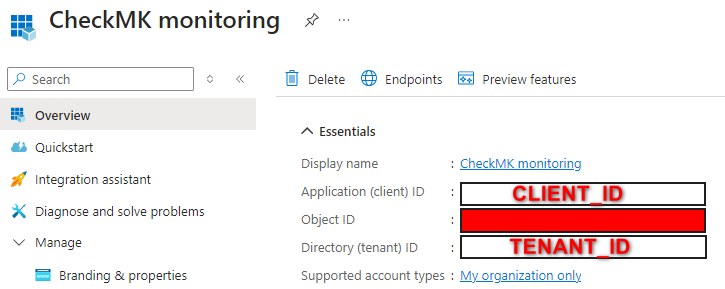 CheckMK monitoring
Search
Delete Endpoints Preview features
Overview
Quickstart
Integration assistant
Diagnose and solve problems
Manage
Branding & properties
Essentials
Display name : CheckMK monitoring
Application (client) ID : CLIENT_ID
Object ID :
Directory (tenant) ID : TENANT_ID
Supported account types : My organization only